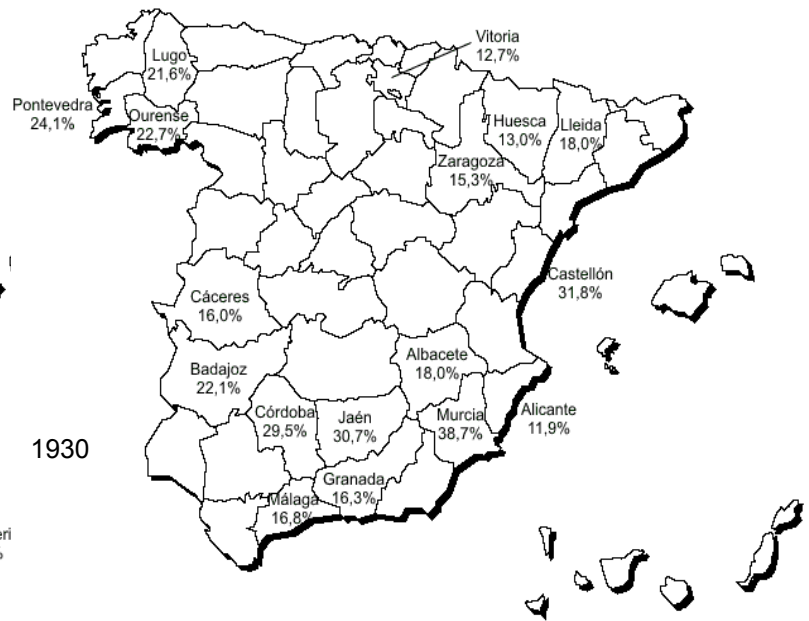 Vitoria
12,7%
Lugo
21,6%
Pontevedra
24,1%
Ourense
22,7%
Huesca
13,0%
Lleida
18,0%
Zaragoza
15,3%
Castellón
31,8%
Cáceres
16,0%
Albacete
18,0%
Badajoz
22,1%
Córdoba
29,5%
Jaén
30,7%
Murcia
38,7%
Alicante
11,9%
1930
Granada
16,3%
Málaga
16,8%
eri
%